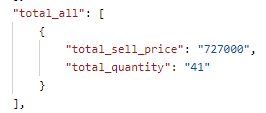 "total_all": [
{
"total_sell_price": "727000",
"total_quantity": "41"
}
],